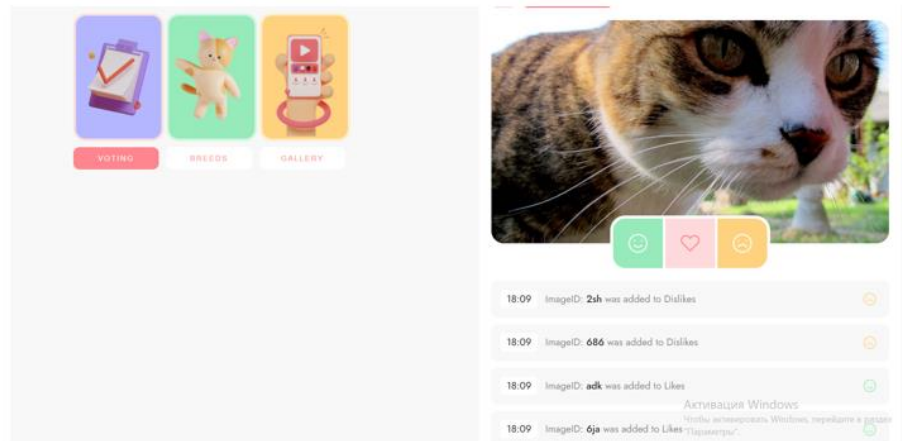 VOTING
BREEDS
GALLERY
18:09 ImageID: 2sh was added to Dislikes
18:09 ImageID: 686 was added to Dislikes
18:09 ImageID: adk was added to Likes
Активация Windows
Чтобы активировать Windows, перейдите в раздел
18:09 ImageID: 6ja was added to Likes
"Параметры".